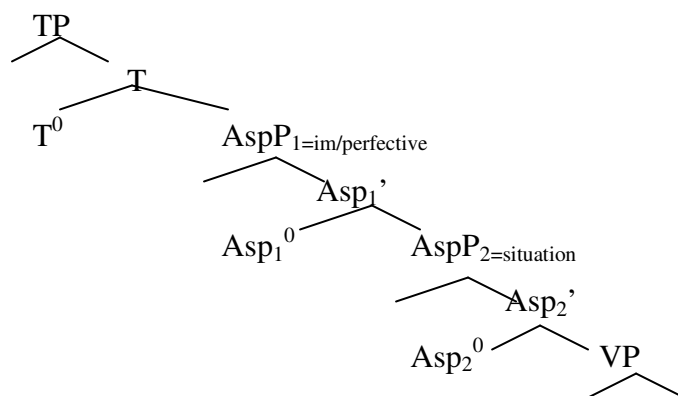 TP
T
T⁰ AspP₁₌im/perfective
Asp₁’
Asp₁⁰ AspP₂₌situation
Asp₂’
Asp₂⁰ VP